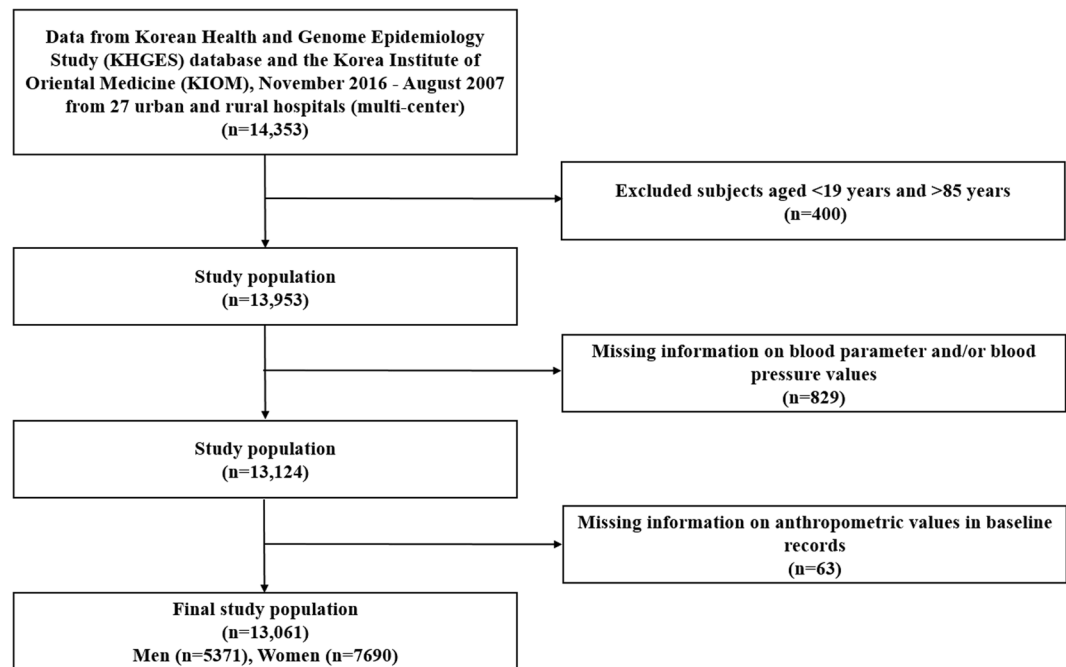 Data from Korean Health and Genome Epidemiology
Study (KHGES) database and the Korea Institute of
Oriental Medicine (KIOM), November 2016 - August 2007
from 27 urban and rural hospitals (multi-center)
(n=14,353)
Excluded subjects aged <19 years and >85 years
(n=400)
Study population
(n=13,953)
Missing information on blood parameter and/or blood
pressure values
(n=829)
Study population
(n=13,124)
Missing information on anthropometric values in baseline
records
(n=63)
Final study population
(n=13,061)
Men (n=5371), Women (n=7690)